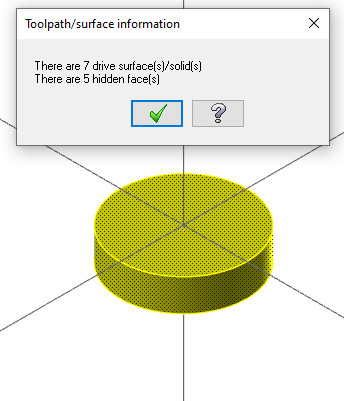 Toolpath/surface information
There are 7 drive surface(s)/solid(s)
There are 5 hidden face(s)